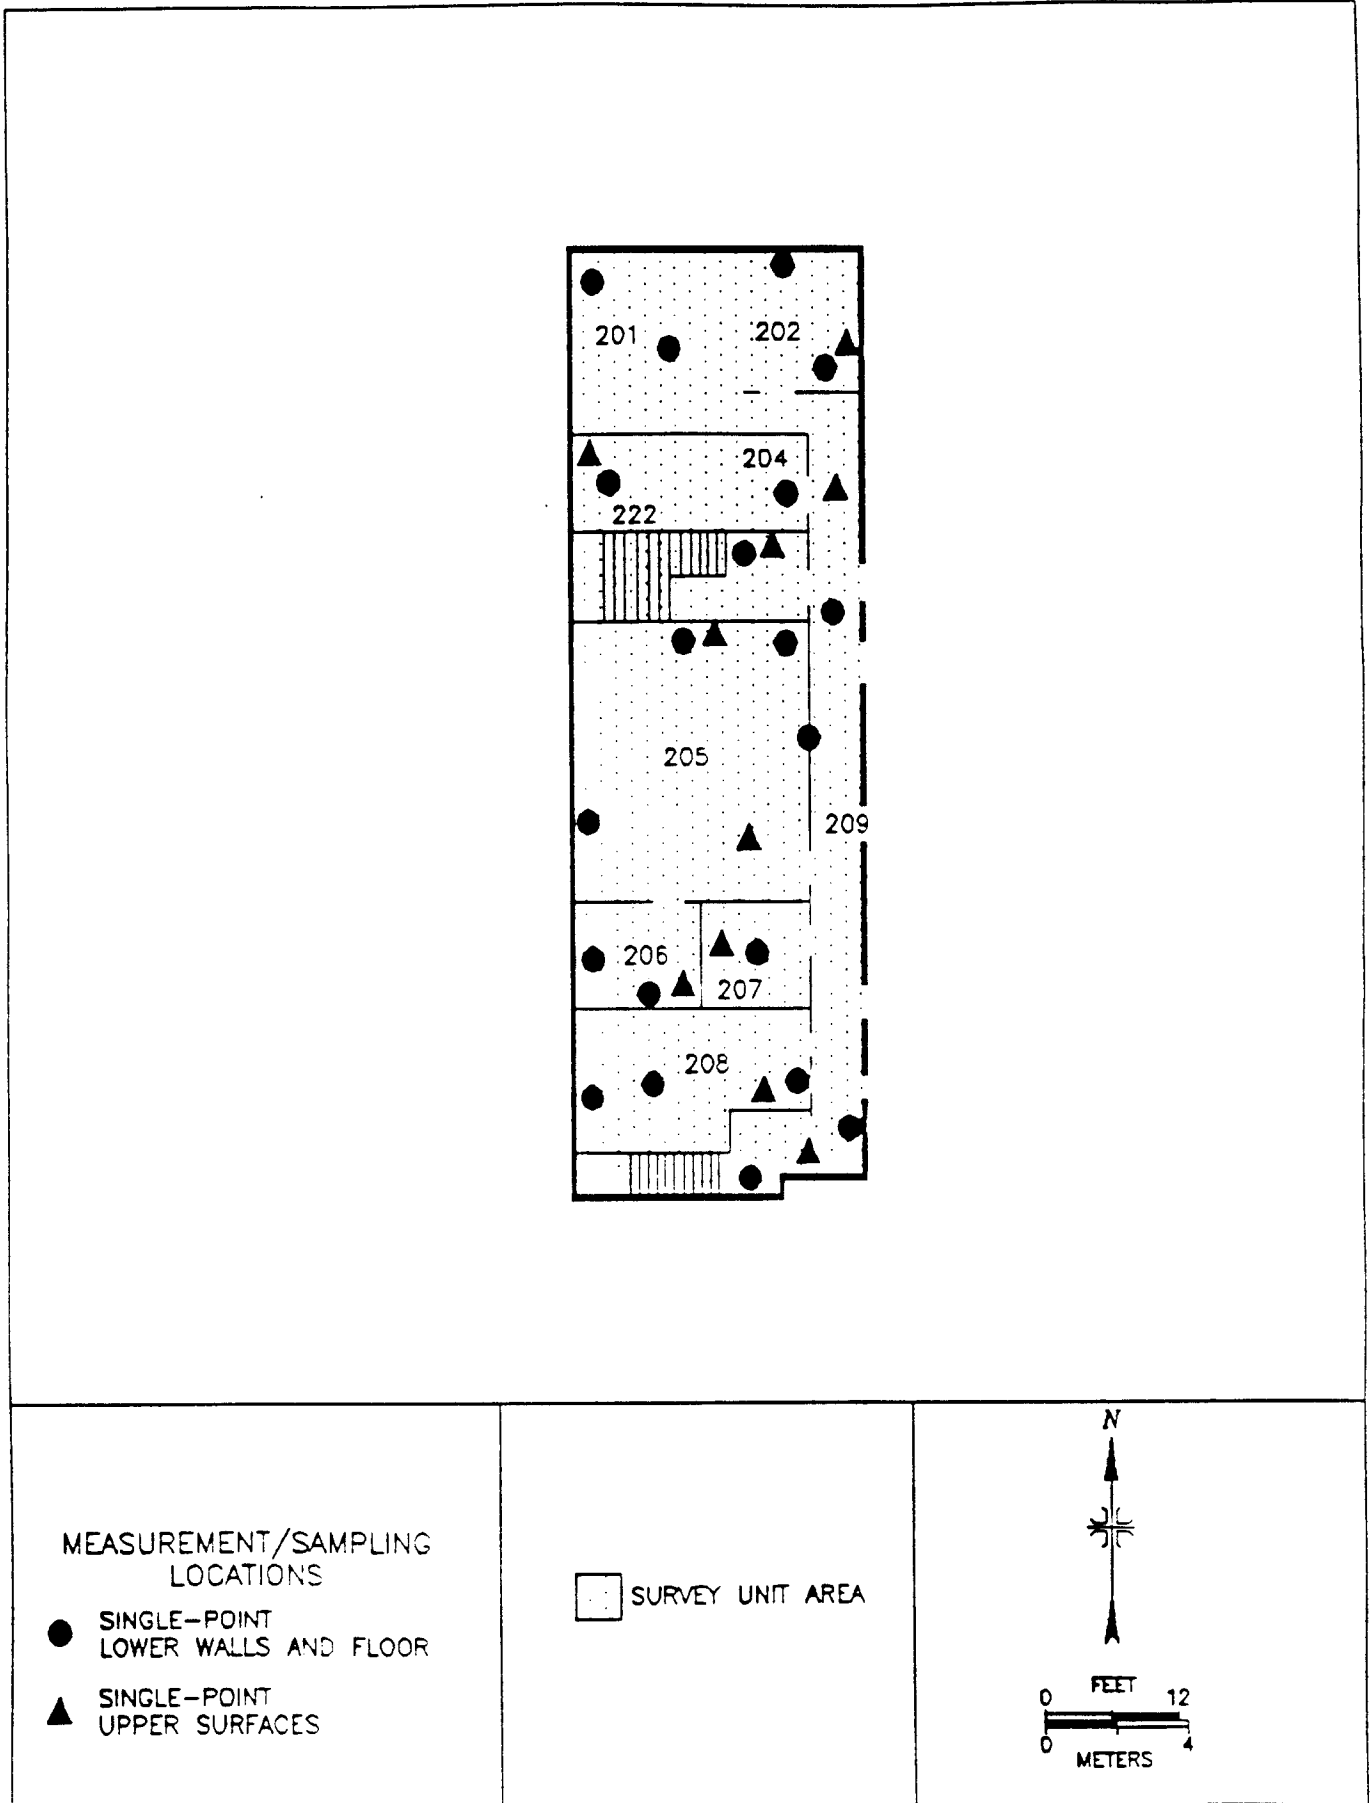 201
202
204
222
205
209
206
207
208
MEASUREMENT/SAMPLING
LOCATIONS
SINGLE-POINT
LOWER WALLS AND FLOOR
SINGLE-POINT
UPPER SURFACES
SURVEY UNIT AREA
N
FEET
0 12
0 4
METERS